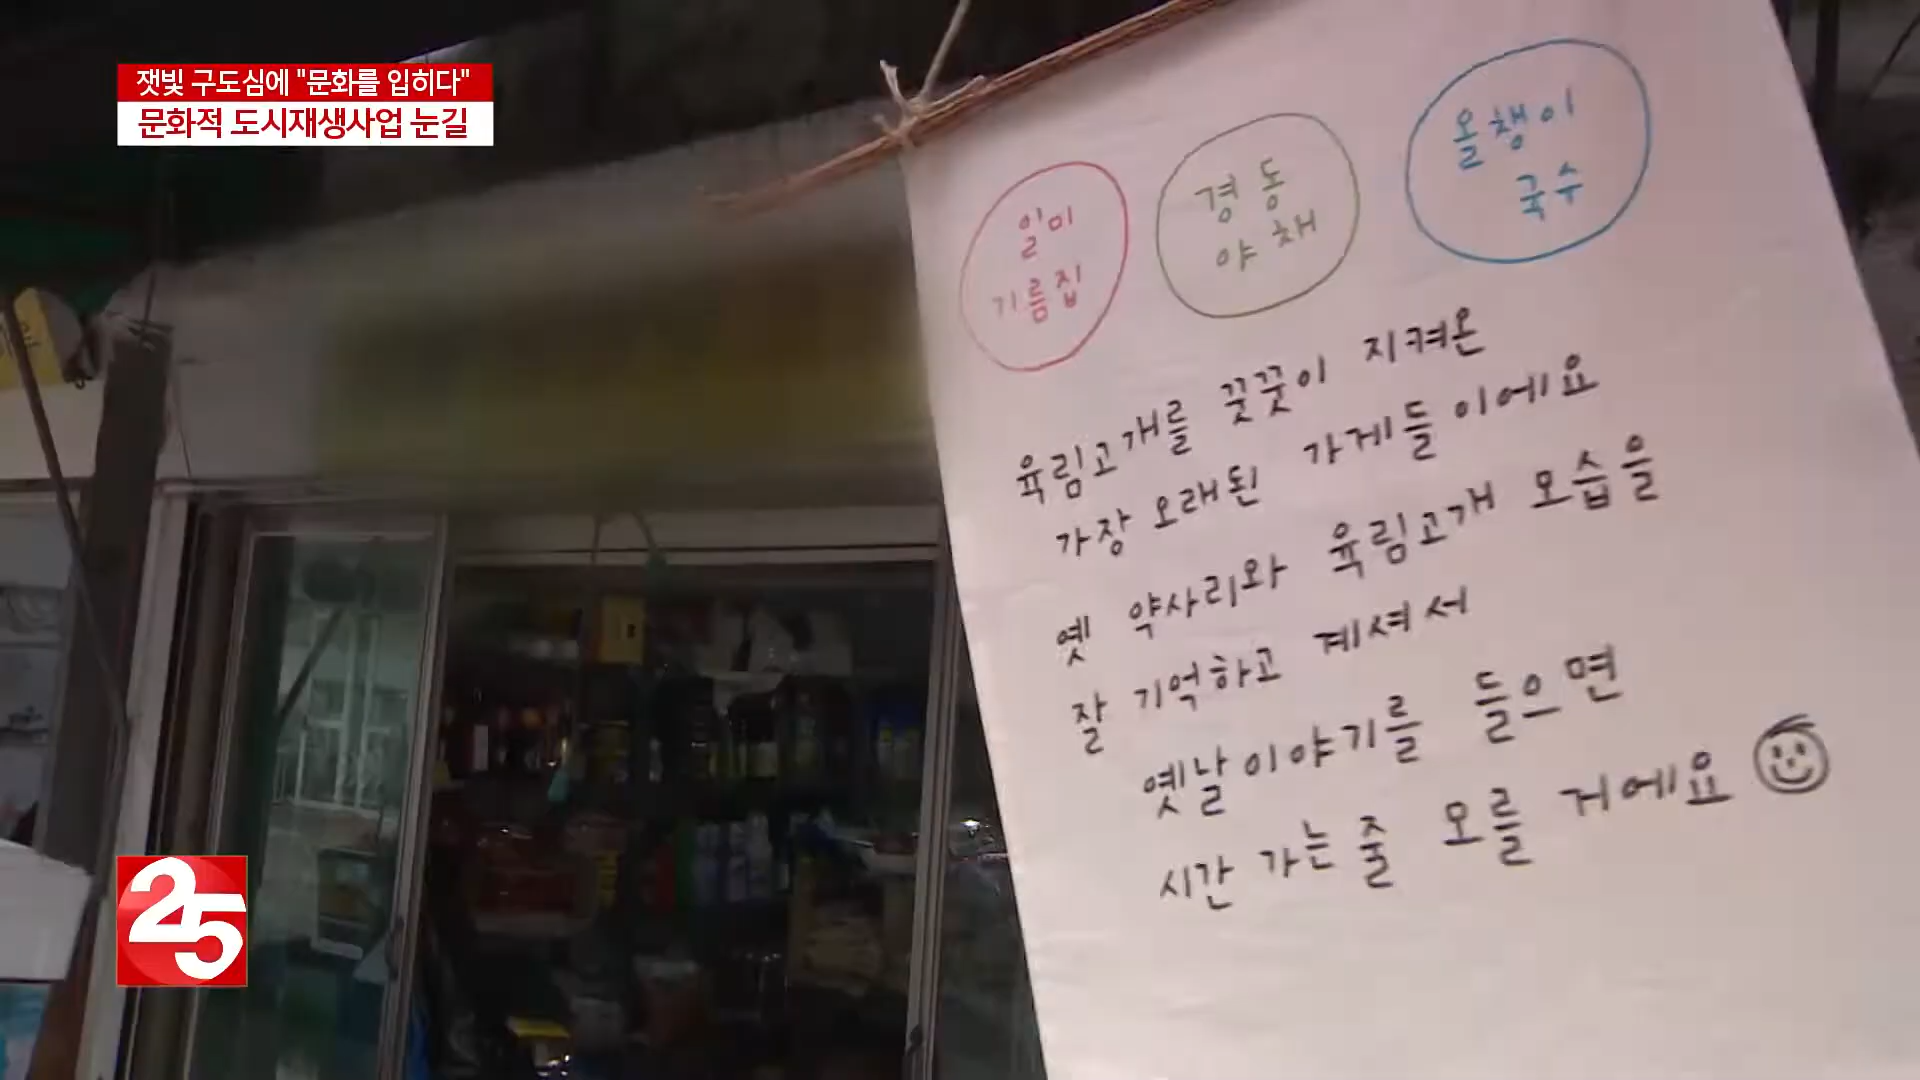 잿빛 구도심에 "문화를 입히다"
문화적 도시재생사업 눈길
일미
기름집
경동
야채
올챙이
국수
육림고개를 꿋꿋이 지켜온
가장 오래된 가게들이에요
옛 약사리와 육림고개 모습을
잘 기억하고 계셔서
옛날이야기를 들으면
시간 가는줄 모를 거에요
25